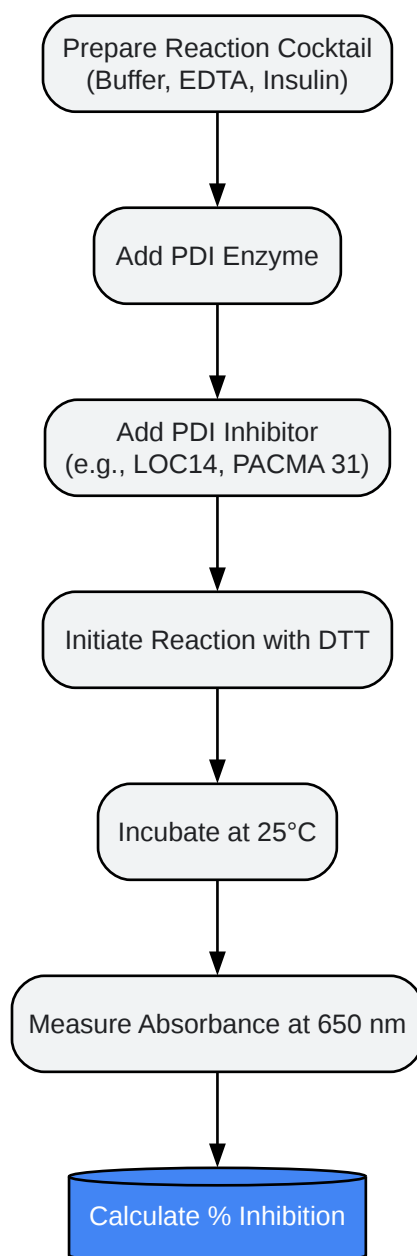 Prepare Reaction Cocktail
(Buffer, EDTA, Insulin)
Add PDI Enzyme
Add PDI Inhibitor
(e.g., LOC14, PACMA 31)
Initiate Reaction with DTT
Incubate at 25°C
Measure Absorbance at 650 nm
Calculate % Inhibition